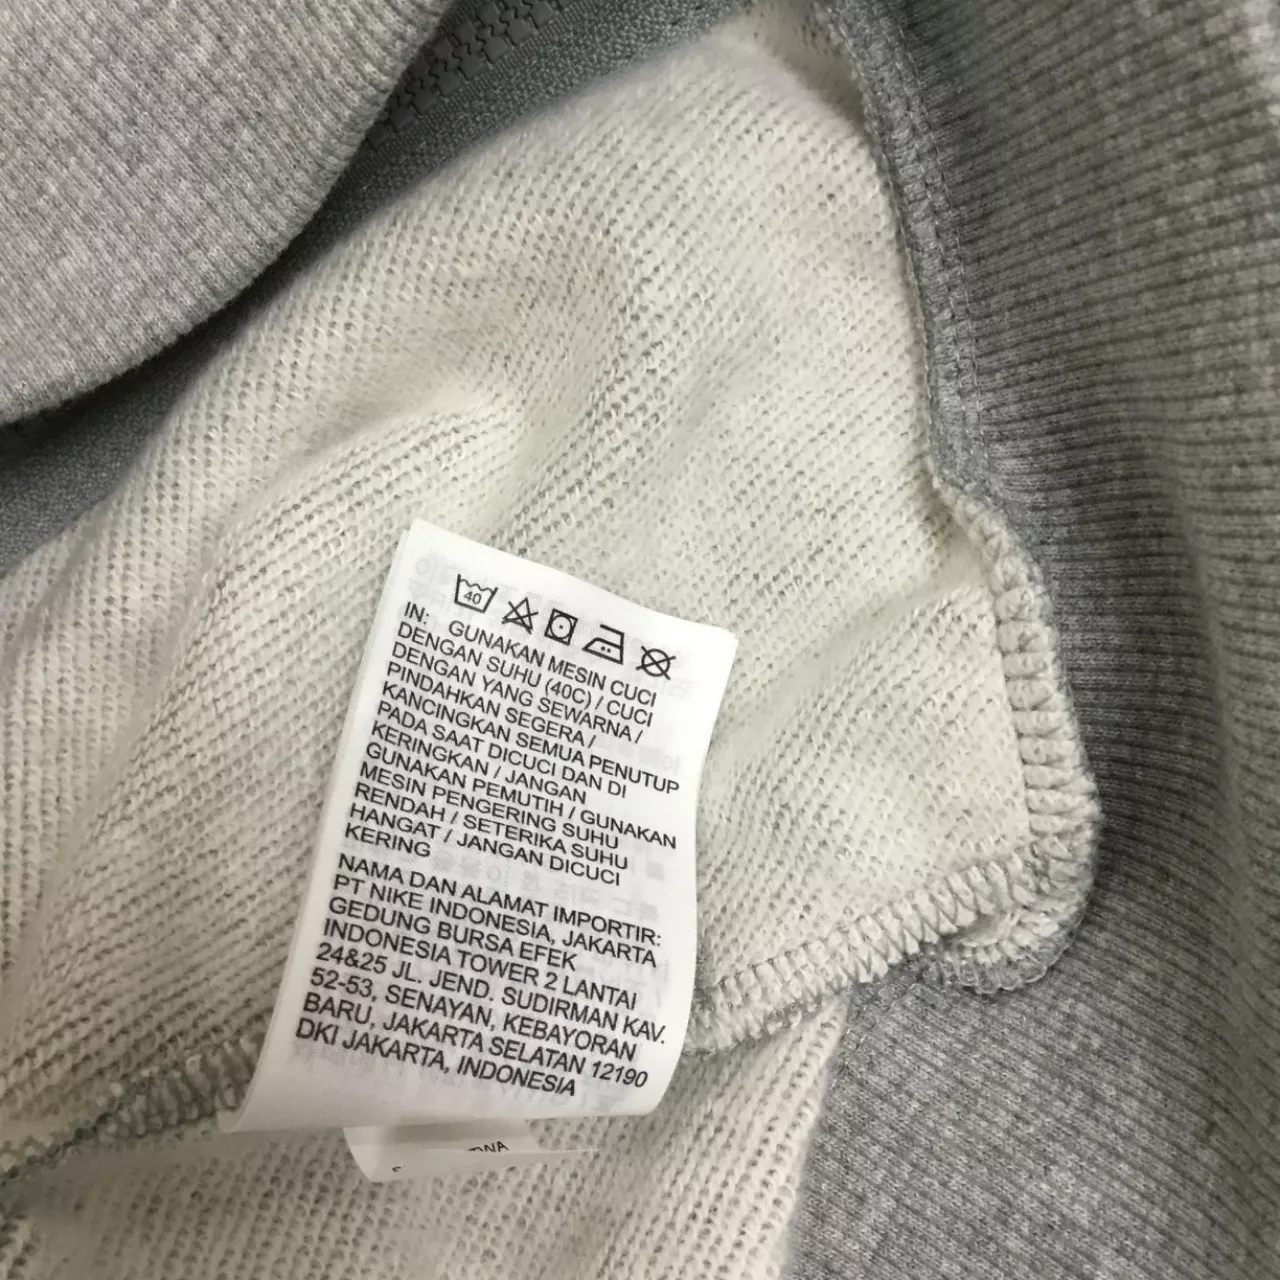 40
IN: GUNAKAN MESIN CUCI
DENGAN SUHU (40C) / CUCI
DENGAN YANG SEWARNA /
PINDAHKAN SEGERA /
KANCINGKAN SEMUA PENUTUP
PADA SAAT DICUCI DAN DI
KERINGKAN / JANGAN
GUNAKAN PEMUTIH / GUNAKAN
MESIN PENGERING SUHU
RENDAH / SETERIKA SUHU
HANGAT / JANGAN DICUCI
KERING
NAMA DAN ALAMAT IMPORTIR:
PT NIKE INDONESIA, JAKARTA
GEDUNG BURSA EFEK
INDONESIA TOWER 2 LANTAI
24&25 JL. JEND. SUDIRMAN KAV.
52-53, SENAYAN, KEBAYORAN
BARU, JAKARTA SELATAN 12190
DKI JAKARTA, INDONESIA